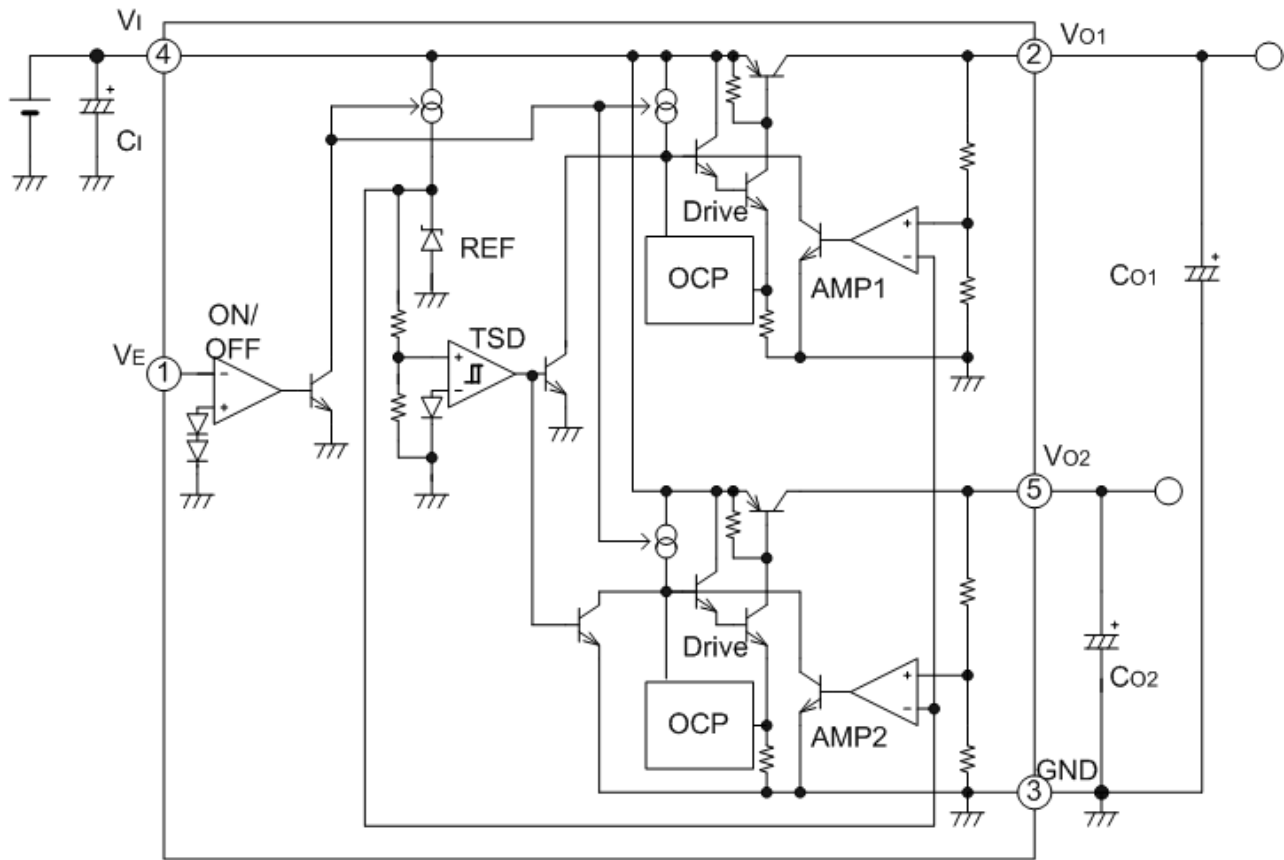 VI
4
2
VO1
+
CI
Drive
+
-
OCP
AMP1
REF
+
CO1
ON/
OFF
TSD
VE
1
-
+
+
-
VO2
5
Drive
+
-
OCP
AMP2
+
CO2
GND
3